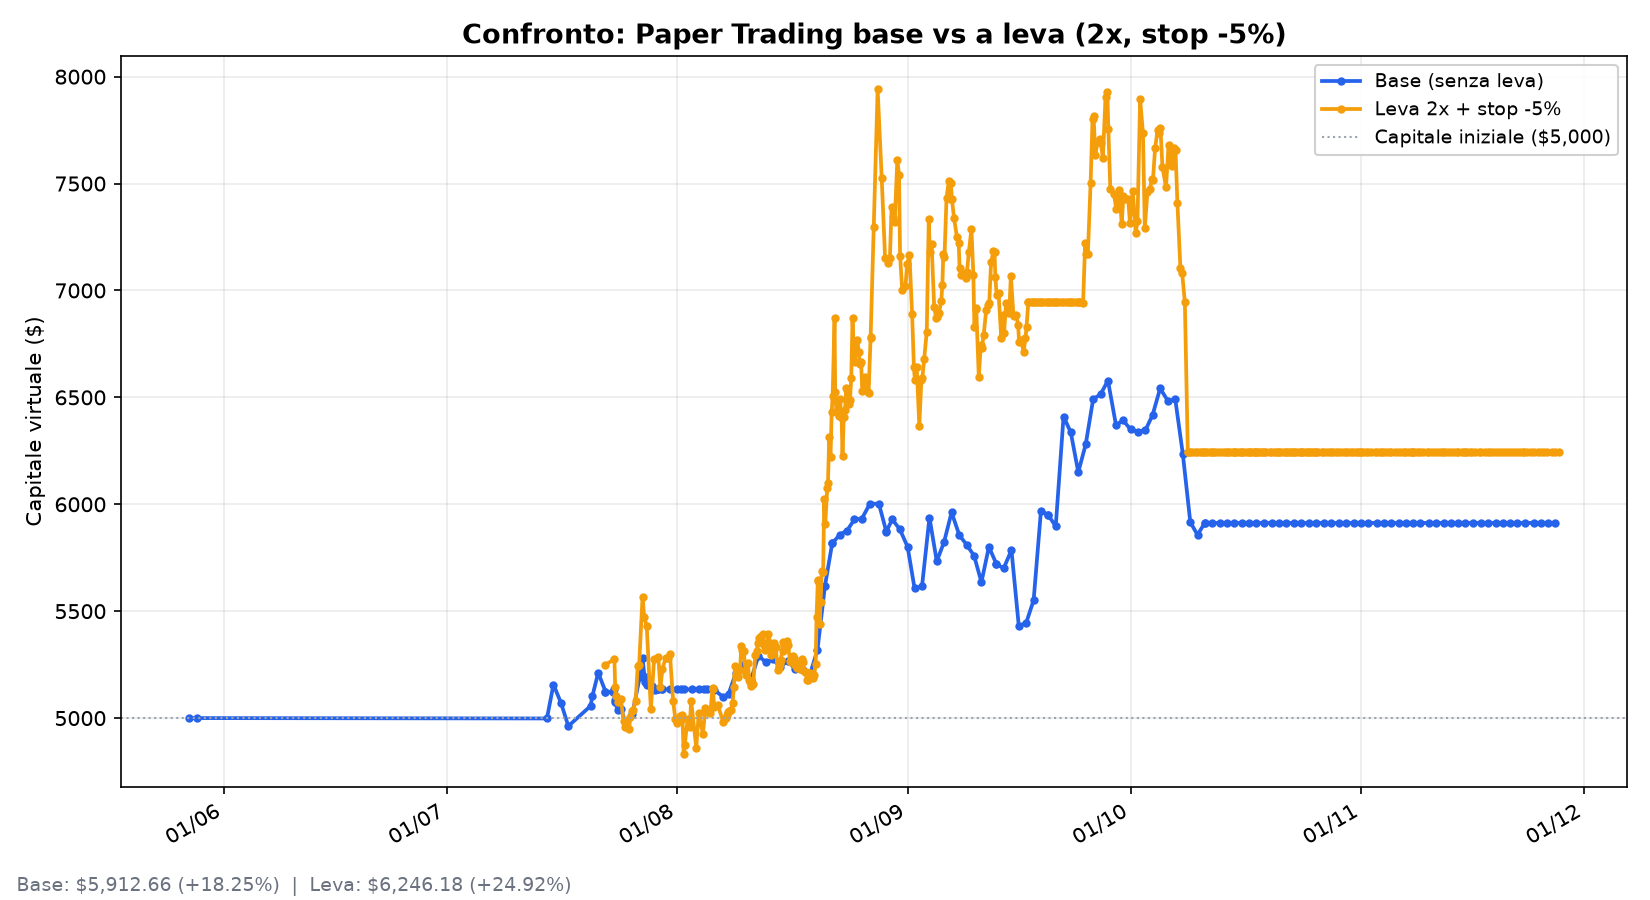 Confronto: Paper Trading base vs a leva (2x, stop -5%)
Base (senza leva)
Leva 2x + stop -5%
Capitale iniziale ($5,000)
Capitale virtuale ($)
8000
7500
7000
6500
6000
5500
5000
01/06
01/07
01/08
01/09
01/10
01/11
01/12
Base: $5,912.66 (+18.25%) | Leva: $6,246.18 (+24.92%)